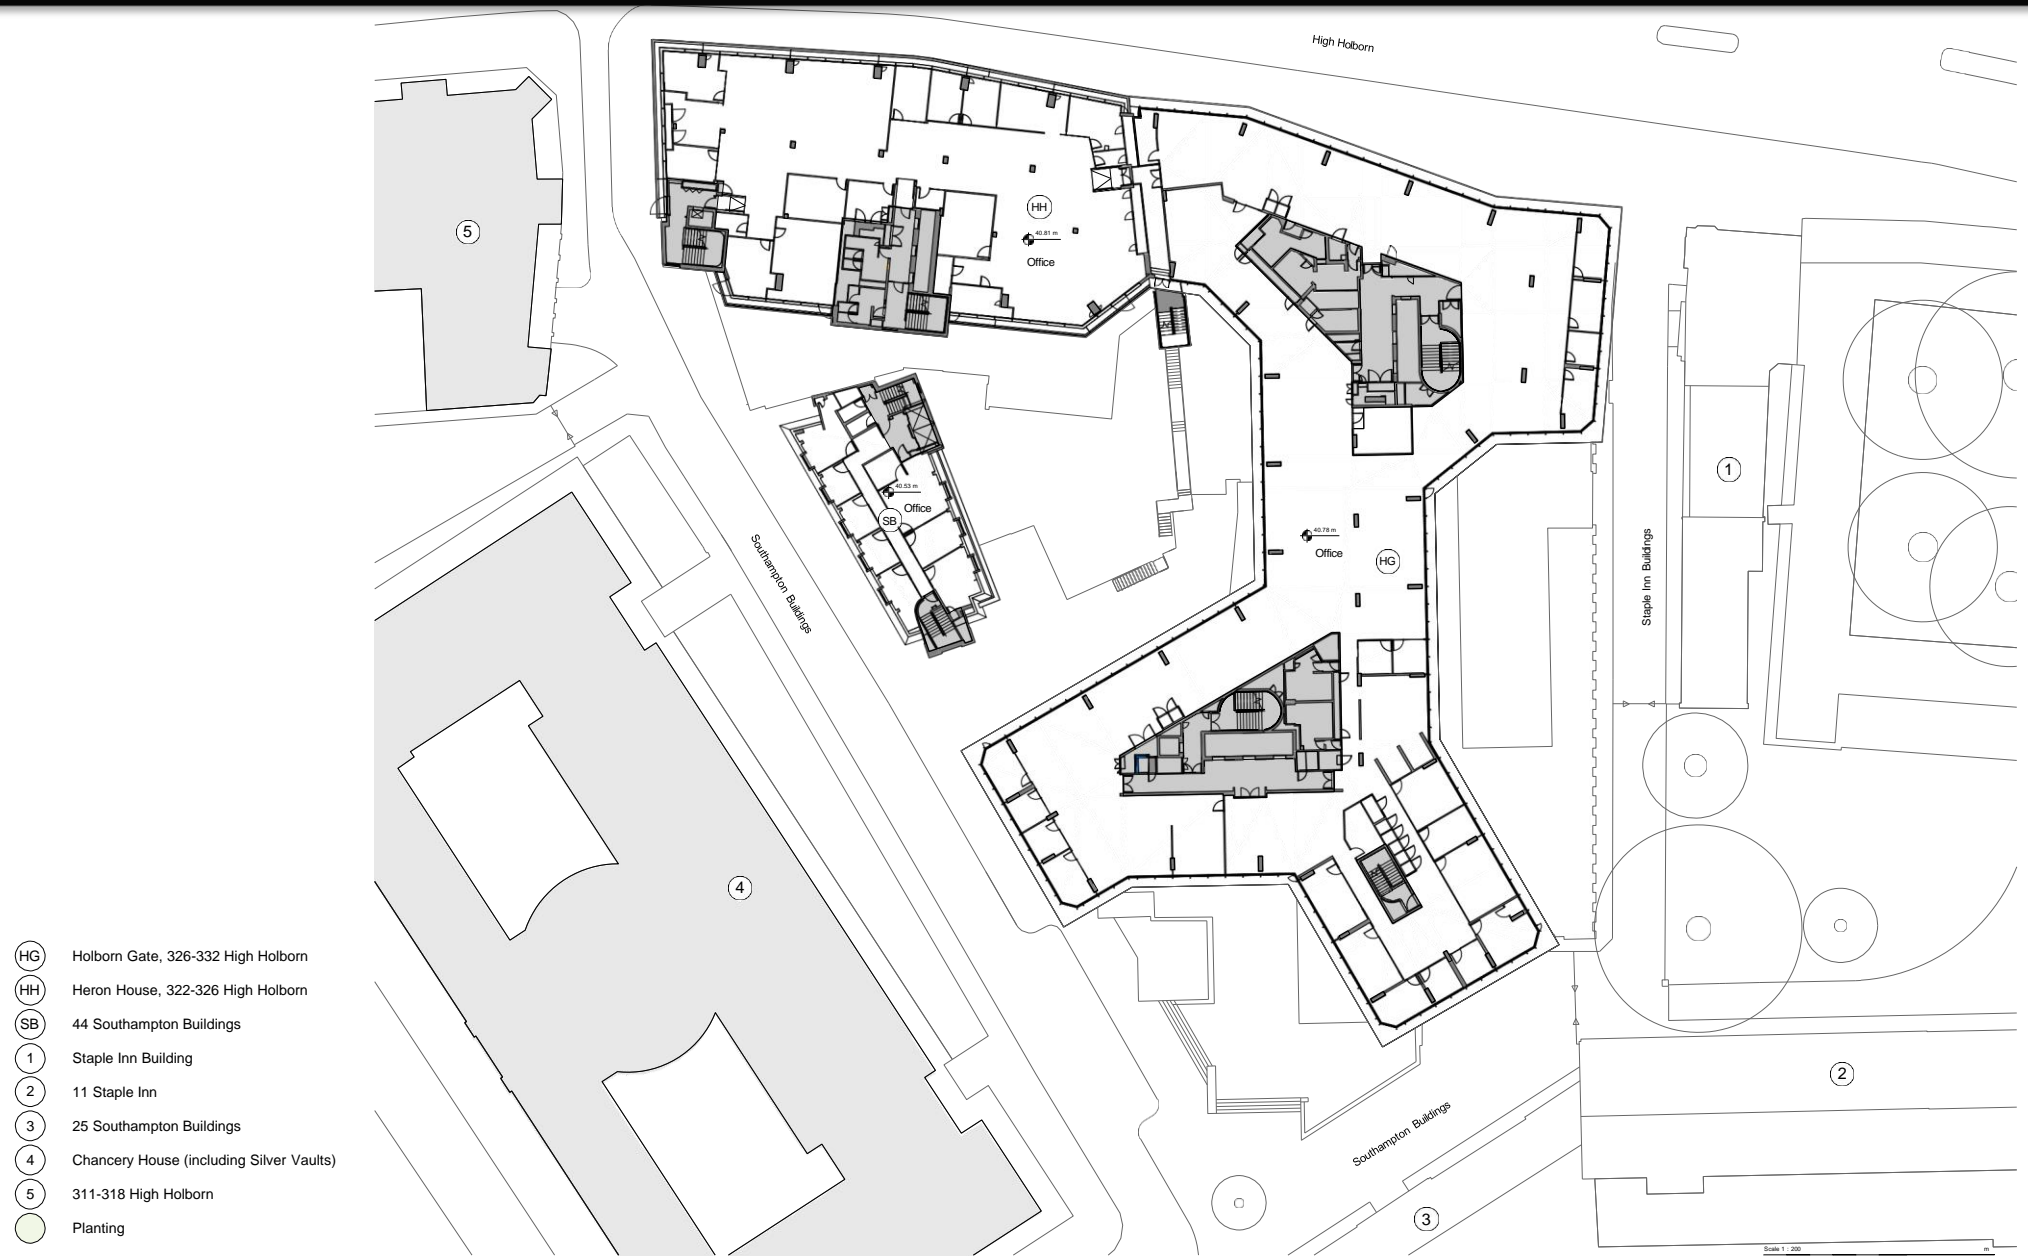 High Holborn
HH
40.81 m
Office
5
1
40.53 m
Office
SB
40.78 m
Office
HG
Southampton Buildings
Staple Inn Buildings
4
2
Southampton Buildings
3
HG Holborn Gate, 326-332 High Holborn
HH Heron House, 322-326 High Holborn
SB 44 Southampton Buildings
1 Staple Inn Building
2 11 Staple Inn
3 25 Southampton Buildings
4 Chancery House (including Silver Vaults)
5 311-318 High Holborn
Planting
Scale 1 : 200
m